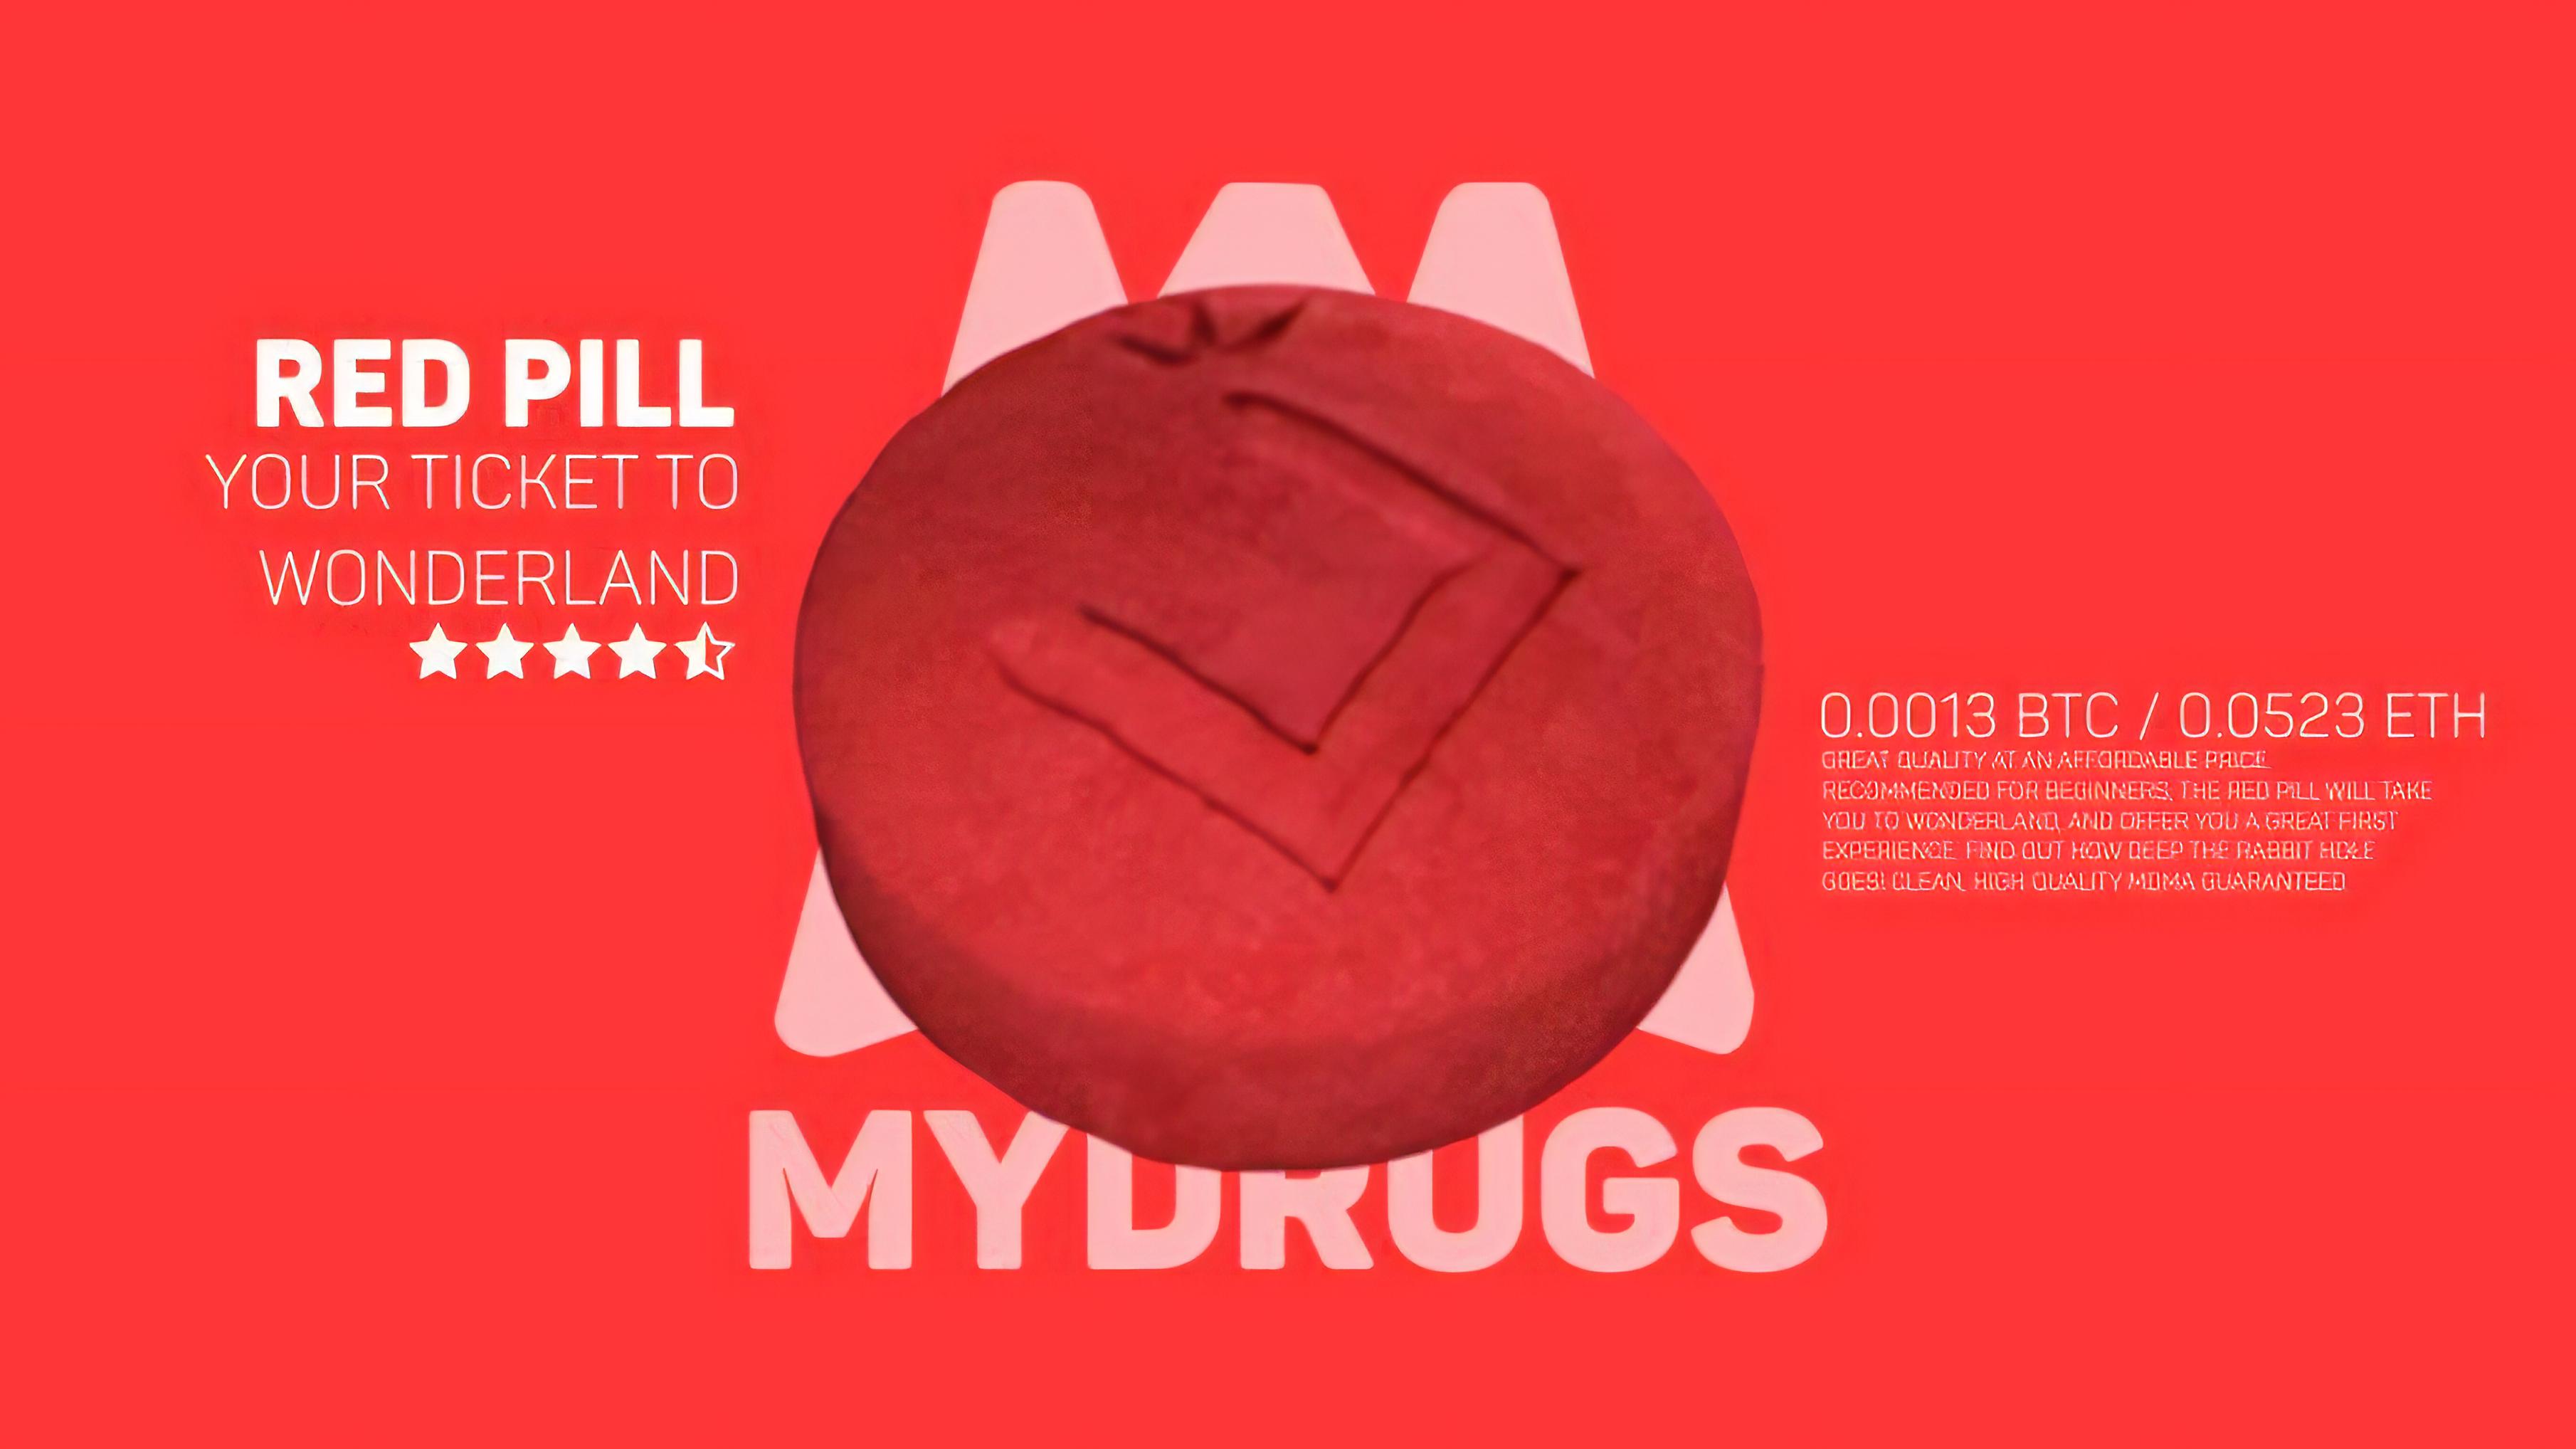 RED PILL
YOUR TICKET TO
WONDERLAND
0.0013 BTC / 0.0523 ETH
GREAT QUALITY AT AN AFFORDABLE PRICE.
RECOMMENDED FOR BEGINNERS, THE RED PILL WILL TAKE
YOU TO WONDERLAND, AND OFFER YOU A GREAT FIRST
EXPERIENCE. FIND OUT HOW DEEP THE RABBIT HOLE
GOES! CLEAN, HIGH QUALITY MDMA GUARANTEED.
MYDRUGS